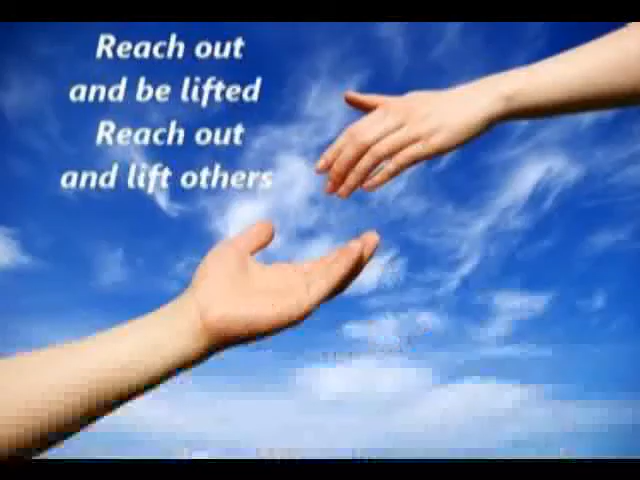 Reach out
and be lifted
Reach out
and lift others